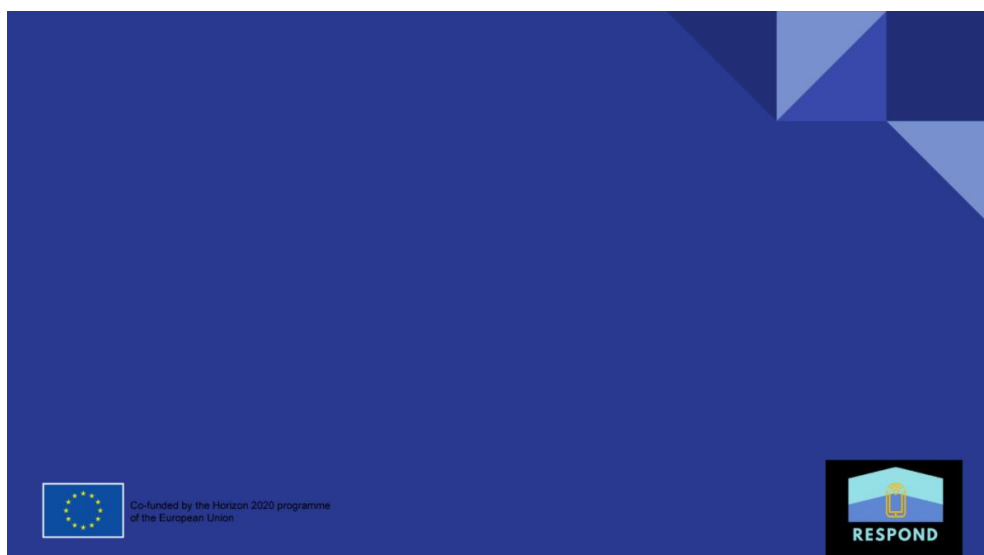 Co-funded by the Horizon 2020 programme
of the European Union
RESPOND